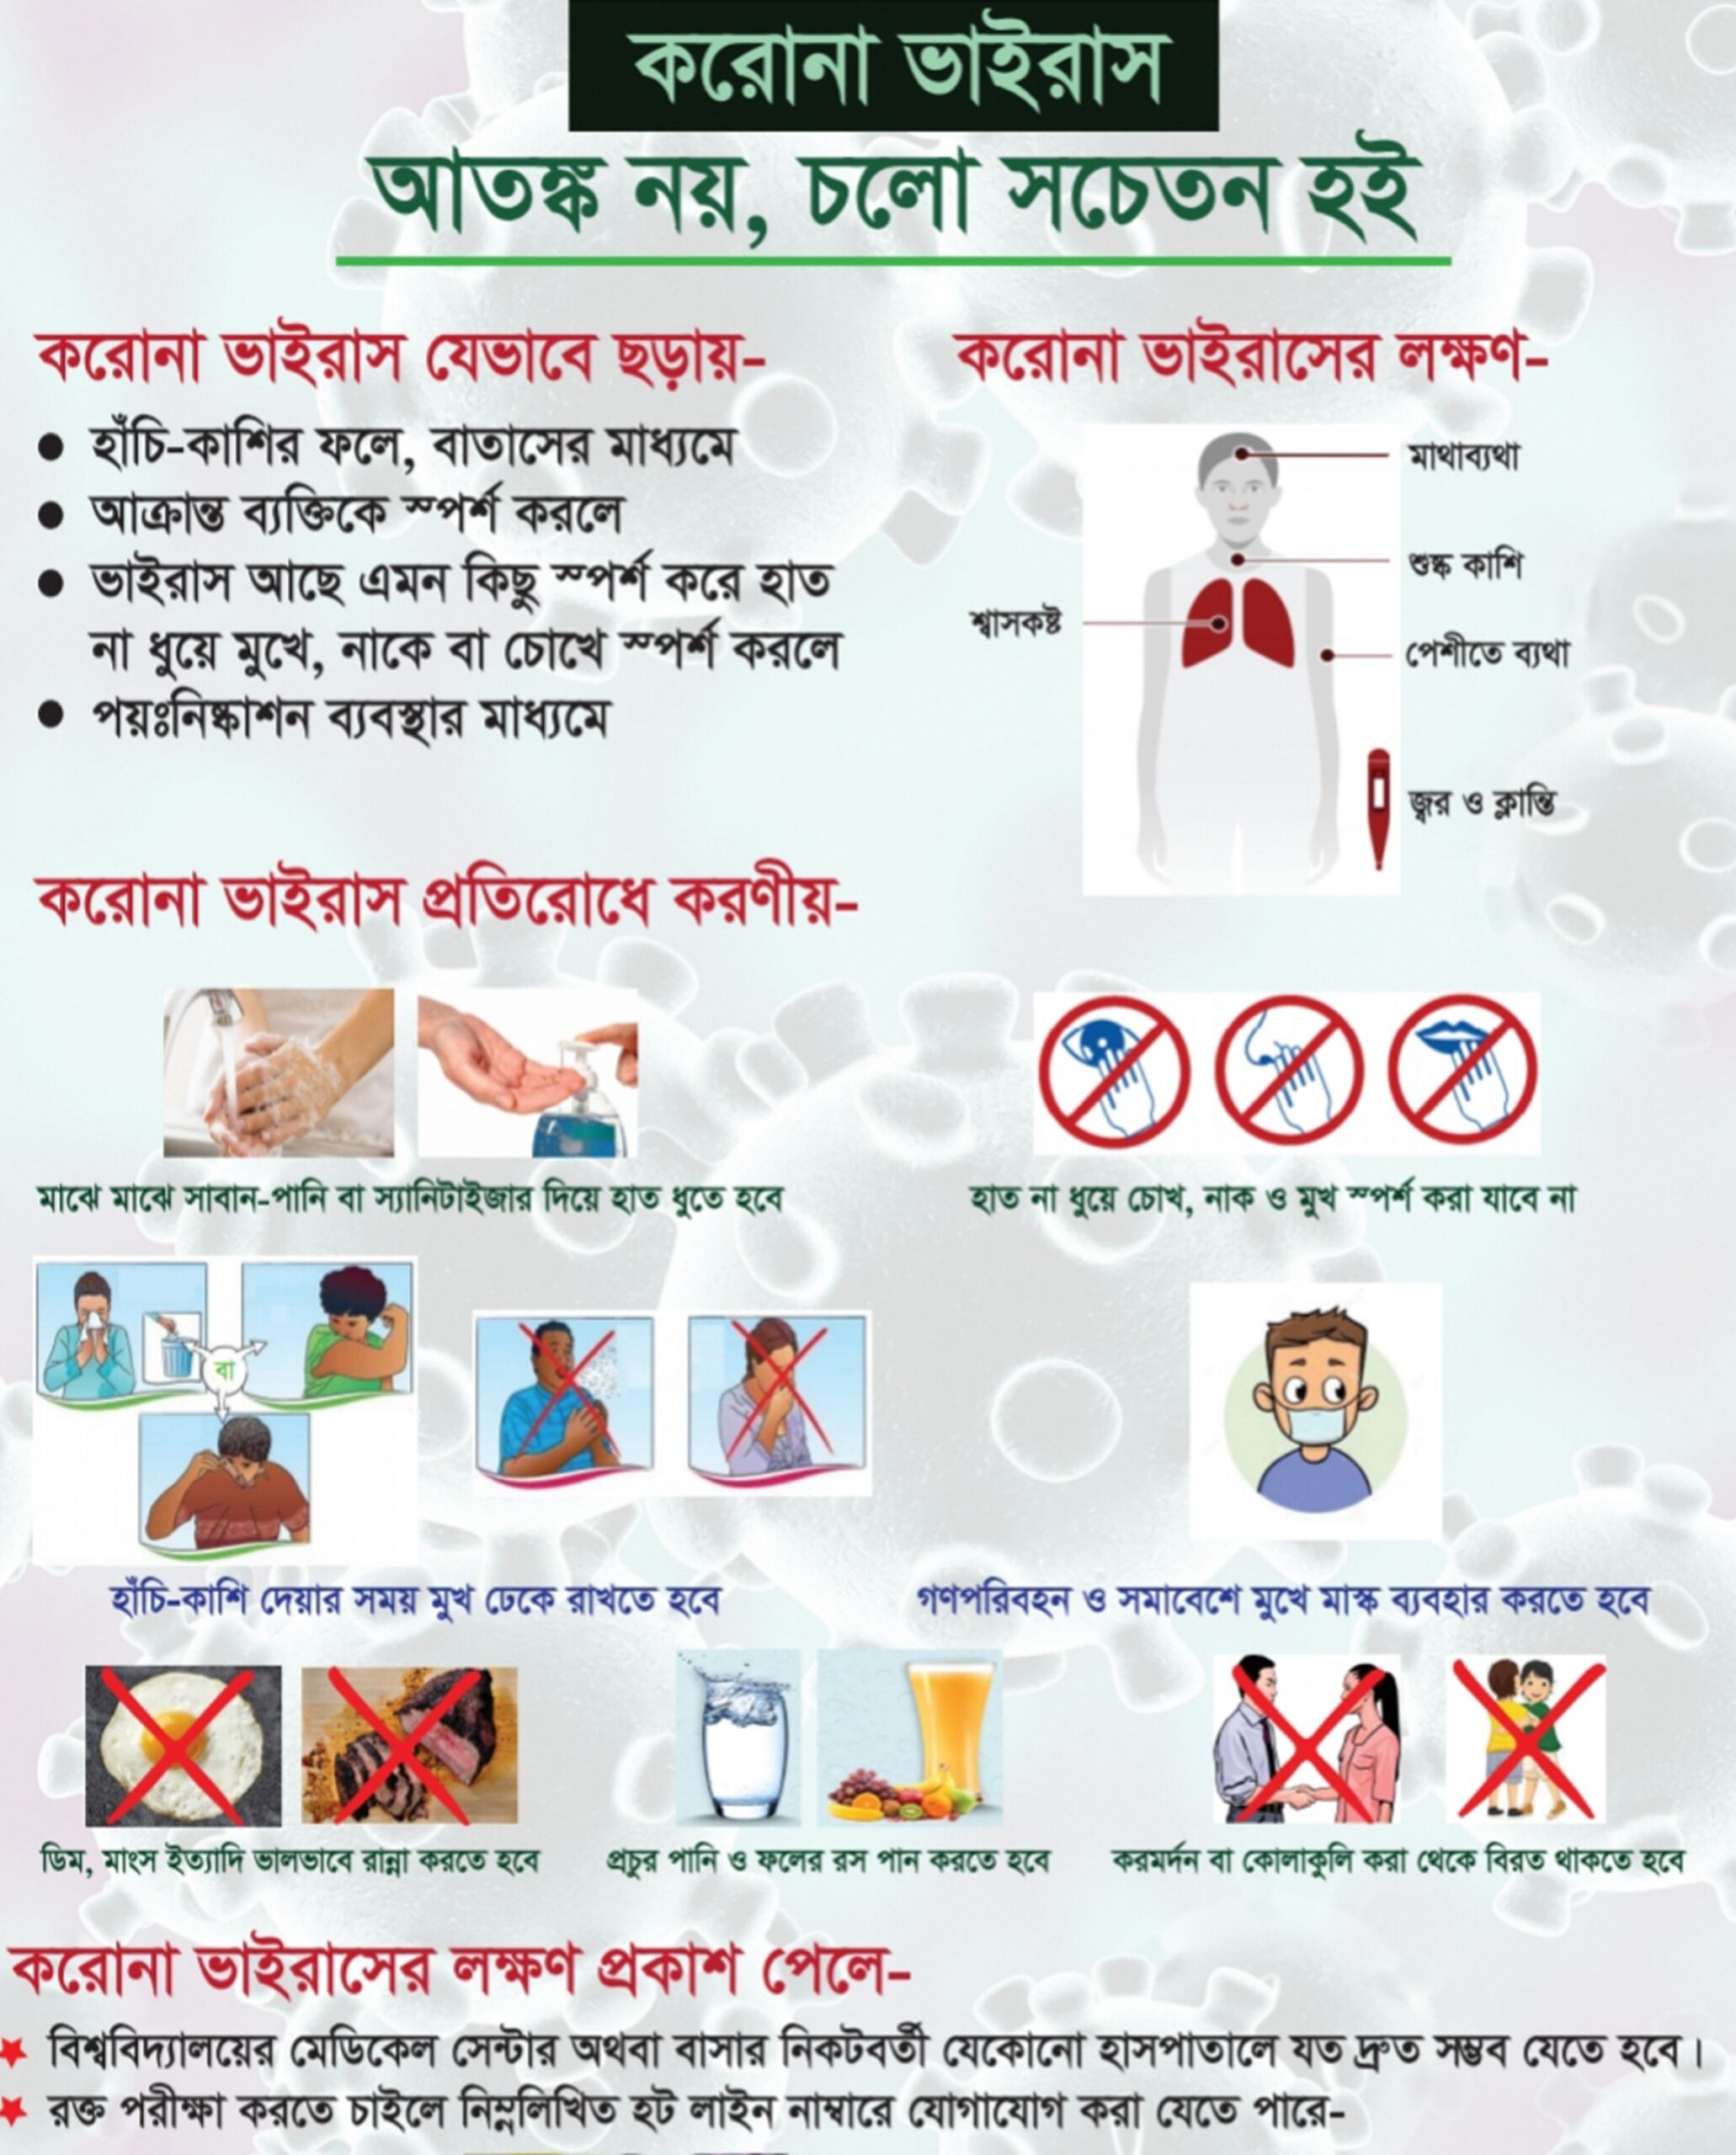 করোনা ভাইরাস
আতঙ্ক নয়, চলো সচেতন হই
করোনা ভাইরাস যেভাবে ছড়ায়-
● হাঁচি-কাশির ফলে, বাতাসের মাধ্যমে
● আক্রান্ত ব্যক্তিকে স্পর্শ করলে
● ভাইরাস আছে এমন কিছু স্পর্শ করে হাত
না ধুয়ে মুখে, নাকে বা চোখে স্পর্শ করলে
● পয়ঃনিষ্কাশন ব্যবস্থার মাধ্যমে
করোনা ভাইরাসের লক্ষণ-
মাথাব্যথা
শুষ্ক কাশি
শ্বাসকষ্ট
পেশীতে ব্যথা
জ্বর ও ক্লান্তি
করোনা ভাইরাস প্রতিরোধে করণীয়-
মাঝে মাঝে সাবান-পানি বা স্যানিটাইজার দিয়ে হাত ধুতে হবে
হাত না ধুয়ে চোখ, নাক ও মুখ স্পর্শ করা যাবে না
বা
হাঁচি-কাশি দেয়ার সময় মুখ ঢেকে রাখতে হবে
গণপরিবহন ও সমাবেশে মুখে মাস্ক ব্যবহার করতে হবে
ডিম, মাংস ইত্যাদি ভালভাবে রান্না করতে হবে
প্রচুর পানি ও ফলের রস পান করতে হবে
করমর্দন বা কোলাকুলি করা থেকে বিরত থাকতে হবে
করোনা ভাইরাসের লক্ষণ প্রকাশ পেলে-
★ বিশ্ববিদ্যালয়ের মেডিকেল সেন্টার অথবা বাসার নিকটবর্তী যেকোনো হাসপাতালে যত দ্রুত সম্ভব যেতে হবে।
★ রক্ত পরীক্ষা করতে চাইলে নিম্নলিখিত হট লাইন নাম্বারে যোগাযোগ করা যেতে পারে-